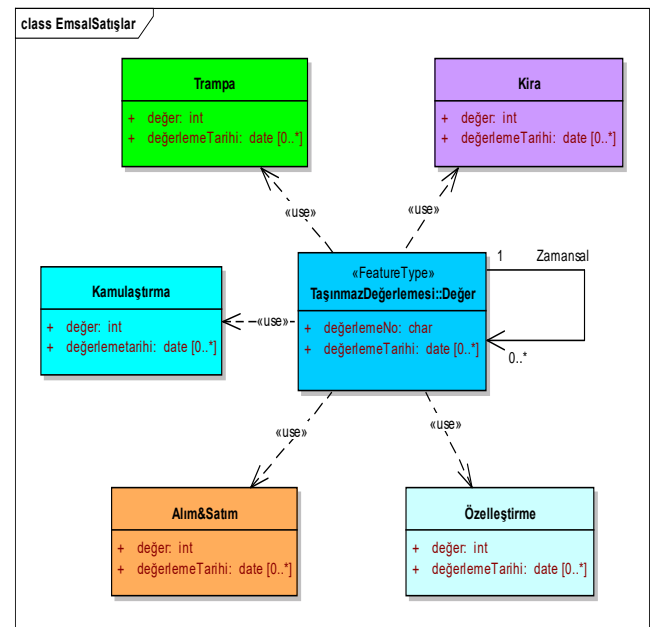 class EmsalSatışlar
Trampa
+ değer: int
+ değerlemeTarihi: date [0..*]
Kira
+ değer: int
+ değerlemeTarihi: date [0..*]
«use»
«use»
«FeatureType»
TaşınmazDeğerlemesi::Değer
+ değerlemeNo: char
+ değerlemeTarihi: date [0..*]
1
Zamansal
0..*
Kamulaştırma
+ değer: int
+ değerlemetarihi: date [0..*]
«use»
«use»
«use»
Alım&Satım
+ değer: int
+ değerlemeTarihi: date [0..*]
Özelleştirme
+ değer: int
+ değerlemeTarihi: date [0..*]